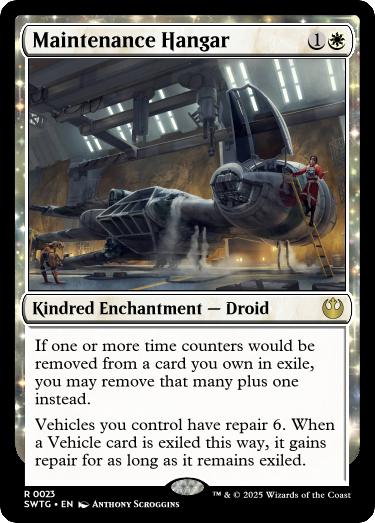 Maintenance Hangar 1
Kindred Enchantment — Droid
If one or more time counters would be
removed from a card you own in exile,
you may remove that many plus one
instead.
Vehicles you control have repair 6. When
a Vehicle card is exiled this way, it gains
repair for as long as it remains exiled.
R 0023
SWTG • EN Anthony Scroggins
™ & © 2025 Wizards of the Coast